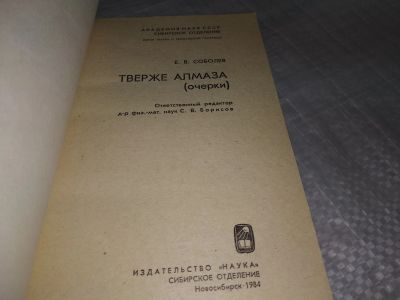 АКАДЕМИЯ НАУК СССР
СИБИРСКОЕ ОТДЕЛЕНИЕ
Е. В. СОБОЛЕВ
ТВЕРЖЕ АЛМАЗА
(очерки)
Ответственный редактор
д-р физ.-мат. наук С. В. Борисов
ИЗДАТЕЛЬСТВО «НАУКА»
СИБИРСКОЕ ОТДЕЛЕНИЕ
Новосибирск · 1984